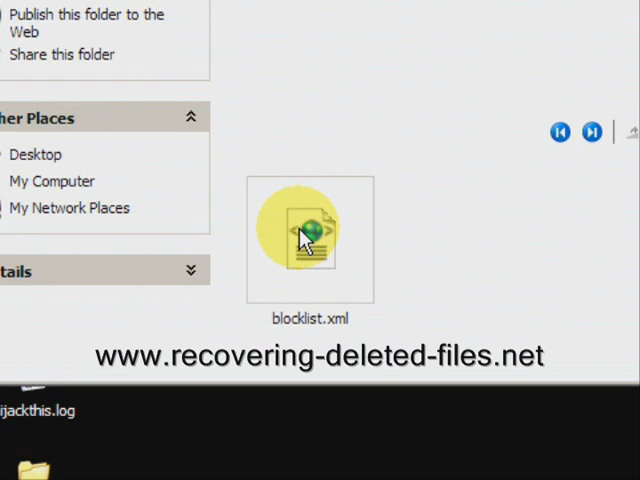 Publish this folder to the
Web
Share this folder
her Places
Desktop
My Computer
My Network Places
tails
blocklist.xml
www.recovering-deleted-files.net
ijackthis.log